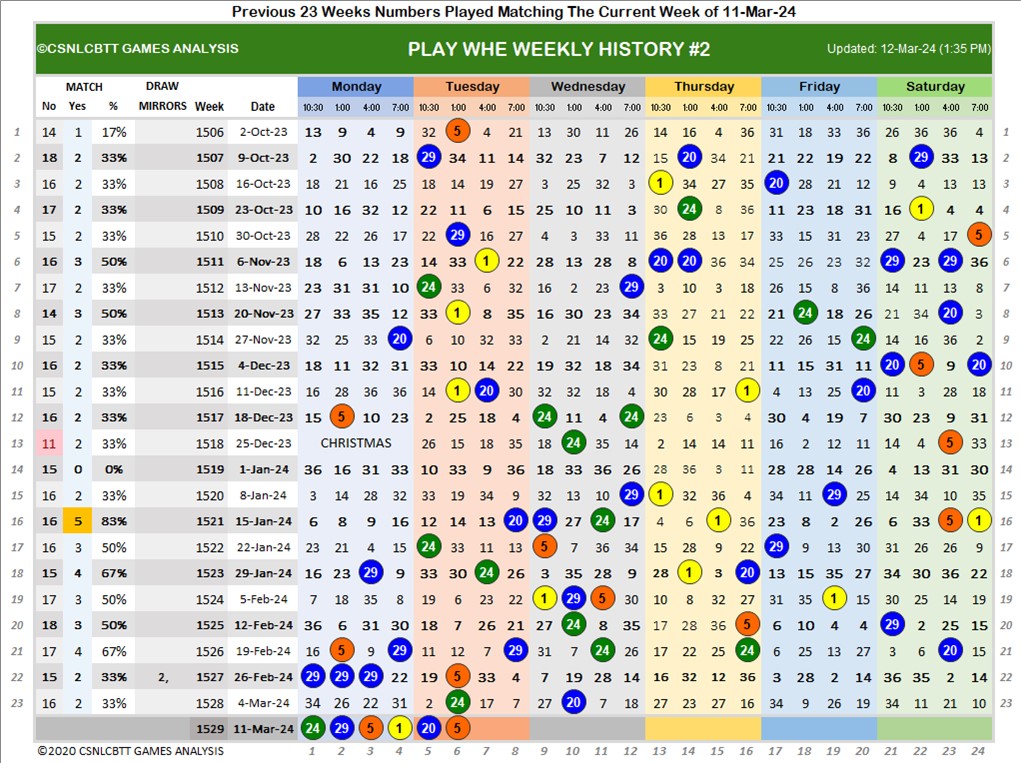 Previous 23 Weeks Numbers Played Matching The Current Week of 11-Mar-24
©CSNLCBTT GAMES ANALYSIS PLAY WHE WEEKLY HISTORY #2 Updated: 12-Mar-24 (1:35 PM)
MATCH DRAW Monday Tuesday Wednesday Thursday Friday Saturday
No Yes % MIRRORS Week Date 10:30 1:00 4:00 7:00 10:30 1:00 4:00 7:00 10:30 1:00 4:00 7:00 10:30 1:00 4:00 7:00 10:30 1:00 4:00 7:00 10:30 1:00 4:00 7:00
1 14 1 17% 1506 2-Oct-23 13 9 4 9 32 5 4 21 13 30 11 26 14 16 4 36 31 18 33 36 26 36 36 4 1
2 18 2 33% 1507 9-Oct-23 2 30 22 18 29 34 11 14 32 23 7 12 15 20 34 21 21 22 19 22 8 29 33 13 2
3 16 2 33% 1508 16-Oct-23 18 21 16 25 18 14 19 27 3 25 32 3 1 34 27 35 20 28 21 12 9 4 13 13 3
4 17 2 33% 1509 23-Oct-23 10 16 32 12 22 11 6 15 25 10 11 3 30 24 8 36 11 23 18 31 16 1 4 4 4
5 15 2 33% 1510 30-Oct-23 28 22 26 17 22 29 16 27 4 3 33 11 36 28 13 17 33 15 31 23 27 4 17 5 5
6 16 3 50% 1511 6-Nov-23 18 6 13 23 14 33 1 22 28 13 28 8 20 20 36 34 25 26 23 32 29 23 29 36 6
7 17 2 33% 1512 13-Nov-23 23 31 31 10 24 33 6 32 16 2 23 29 3 10 3 18 26 15 8 36 14 11 13 8 7
8 14 3 50% 1513 20-Nov-23 27 33 35 12 33 1 8 35 16 30 23 34 33 27 21 22 21 24 18 26 21 34 20 3 8
9 15 2 33% 1514 27-Nov-23 32 25 33 20 6 10 32 33 2 21 14 32 24 15 19 25 22 26 15 24 14 16 36 2 9
10 16 2 33% 1515 4-Dec-23 18 11 32 31 33 10 14 22 19 32 18 34 31 23 8 21 11 15 31 11 20 5 9 20 10
11 15 2 33% 1516 11-Dec-23 16 28 36 36 14 1 20 30 25 32 18 4 30 28 17 1 4 13 25 20 11 8 28 18 11
12 16 2 33% 1517 18-Dec-23 15 5 10 23 2 25 18 4 24 11 4 24 23 6 3 4 30 4 19 7 30 23 9 31 12
13 11 2 33% 1518 25-Dec-23 CHRISTMAS 26 15 18 35 18 24 35 14 2 14 14 11 16 2 12 11 14 4 5 33 13
14 15 0 0% 1519 1-Jan-24 36 16 31 33 10 33 9 36 18 33 36 26 28 36 3 11 28 28 14 26 4 13 31 30 14
15 16 2 33% 1520 8-Jan-24 3 14 28 32 33 19 34 9 32 13 10 29 1 32 36 4 34 11 29 25 14 34 10 35 15
16 16 5 83% 1521 15-Jan-24 6 8 9 16 12 14 13 20 29 27 24 17 4 6 1 36 23 8 2 26 6 33 5 1 16
17 16 3 50% 1522 22-Jan-24 23 21 4 15 24 33 11 13 5 7 36 34 15 28 9 22 29 9 13 30 31 26 26 9 17
18 15 4 67% 1523 29-Jan-24 16 23 29 9 33 30 24 26 3 35 28 9 28 1 3 20 13 15 35 27 34 30 36 22 18
19 17 3 50% 1524 5-Feb-24 7 18 35 8 19 6 23 22 1 29 5 30 10 8 32 27 31 35 1 15 30 25 14 19 19
20 18 3 50% 1525 12-Feb-24 36 6 31 30 18 7 26 21 27 24 8 35 17 28 36 5 6 10 4 4 29 2 25 15 20
21 17 4 67% 1526 19-Feb-24 16 5 9 29 11 12 7 29 31 7 24 26 17 22 25 24 6 25 13 27 3 6 20 15 21
22 15 2 33% 2, 1527 26-Feb-24 29 29 29 22 19 5 33 4 7 19 28 14 16 32 12 36 3 28 2 14 36 35 2 14 22
23 16 2 33% 1528 4-Mar-24 34 26 22 31 2 24 17 7 27 20 7 18 27 23 27 16 34 9 26 19 34 11 21 10 23
1529 11-Mar-24 24 29 5 1 20 5
©2020 CSNLCBTT GAMES ANALYSIS 1 2 3 4 5 6 7 8 9 10 11 12 13 14 15 16 17 18 19 20 21 22 23 24